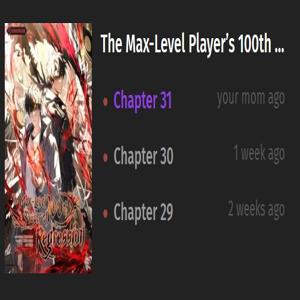 The Max-Level Player's 100th ...
Chapter 31
your mom ago
Chapter 30
1 week ago
Chapter 29
2 weeks ago
Regression